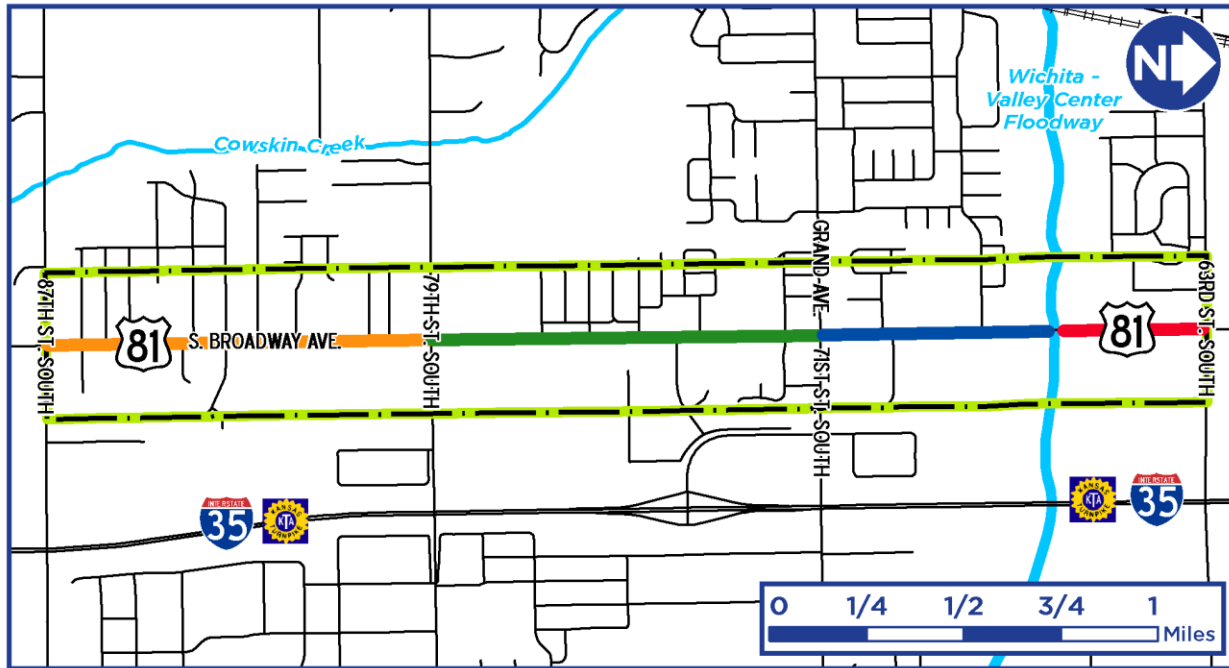 N
Wichita -
Valley Center
Floodway
Cowskin Creek
GRAND AVE.
87TH ST. SOUTH
79TH ST. SOUTH
71ST ST. SOUTH
63RD ST. SOUTH
81
S. BROADWAY AVE.
81
INTERSTATE
35
KANSAS
KTA
TURNPIKE
KANSAS
KTA
TURNPIKE
INTERSTATE
35
0 1/4 1/2 3/4 1
Miles